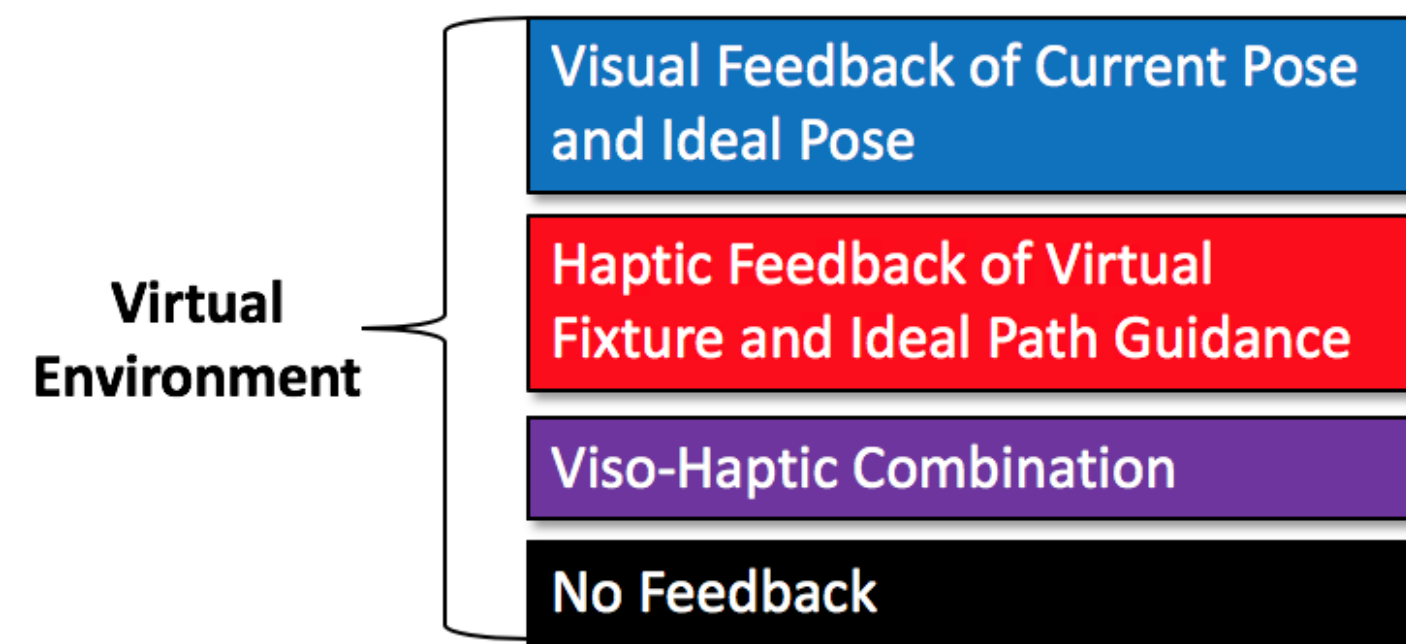 Virtual
Environment
Visual Feedback of Current Pose
and Ideal Pose
Haptic Feedback of Virtual
Fixture and Ideal Path Guidance
Viso-Haptic Combination
No Feedback